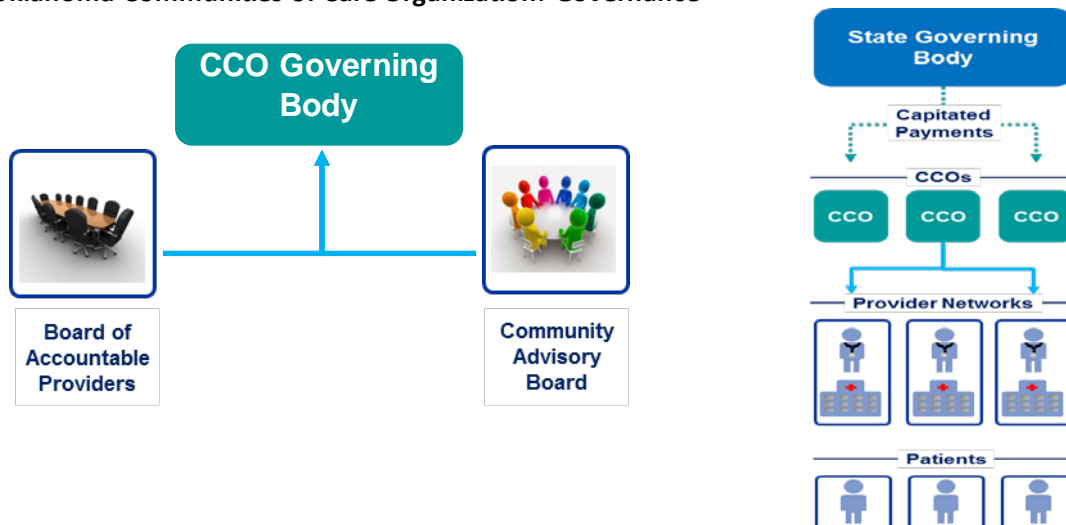 CCO Governing
Body
Board of
Accountable
Providers
Community
Advisory
Board
State Governing
Body
Capitated
Payments
CCOs
CCO
CCO
CCO
Provider Networks
Patients